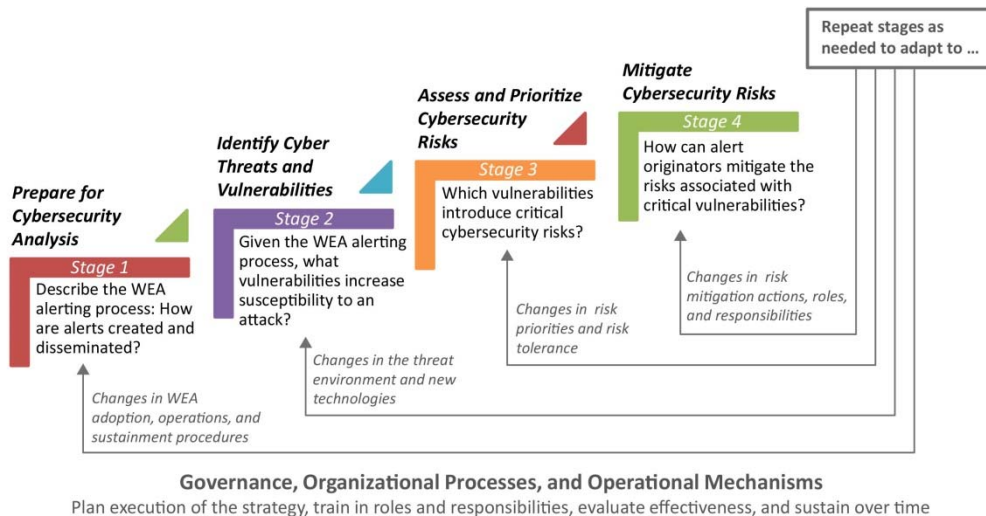 Repeat stages as
needed to adapt to ...
Mitigate
Cybersecurity Risks
Stage 4
How can alert
originators mitigate the
risks associated with
critical vulnerabilities?
Changes in risk
mitigation actions, roles,
and responsibilities
Assess and Prioritize
Cybersecurity
Risks
Stage 3
Which vulnerabilities
introduce critical
cybersecurity risks?
Changes in risk
priorities and risk
tolerance
Identify Cyber
Threats and
Vulnerabilities
Stage 2
Given the WEA alerting
process, what
vulnerabilities increase
susceptibility to an
attack?
Changes in the threat
environment and new
technologies
Prepare for
Cybersecurity
Analysis
Stage 1
Describe the WEA
alerting process: How
are alerts created and
disseminated?
Changes in WEA
adoption, operations, and
sustainment procedures
Governance, Organizational Processes, and Operational Mechanisms
Plan execution of the strategy, train in roles and responsibilities, evaluate effectiveness, and sustain over time